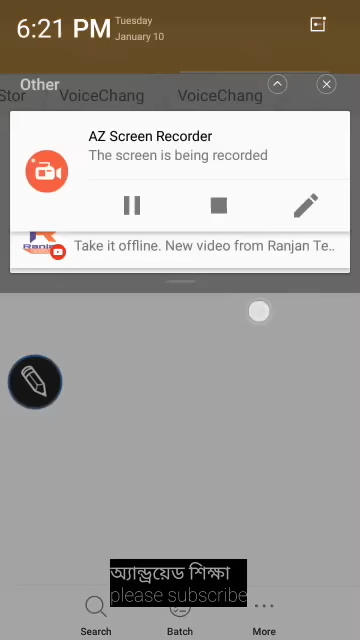 6:21 PM
Tuesday
January 10
Other
Stor VoiceChang VoiceChang
AZ Screen Recorder
The screen is being recorded
Take it offline. New video from Ranjan Te..
অ্যান্ড্রয়েড শিক্ষা
please subscribe
Search Batch More